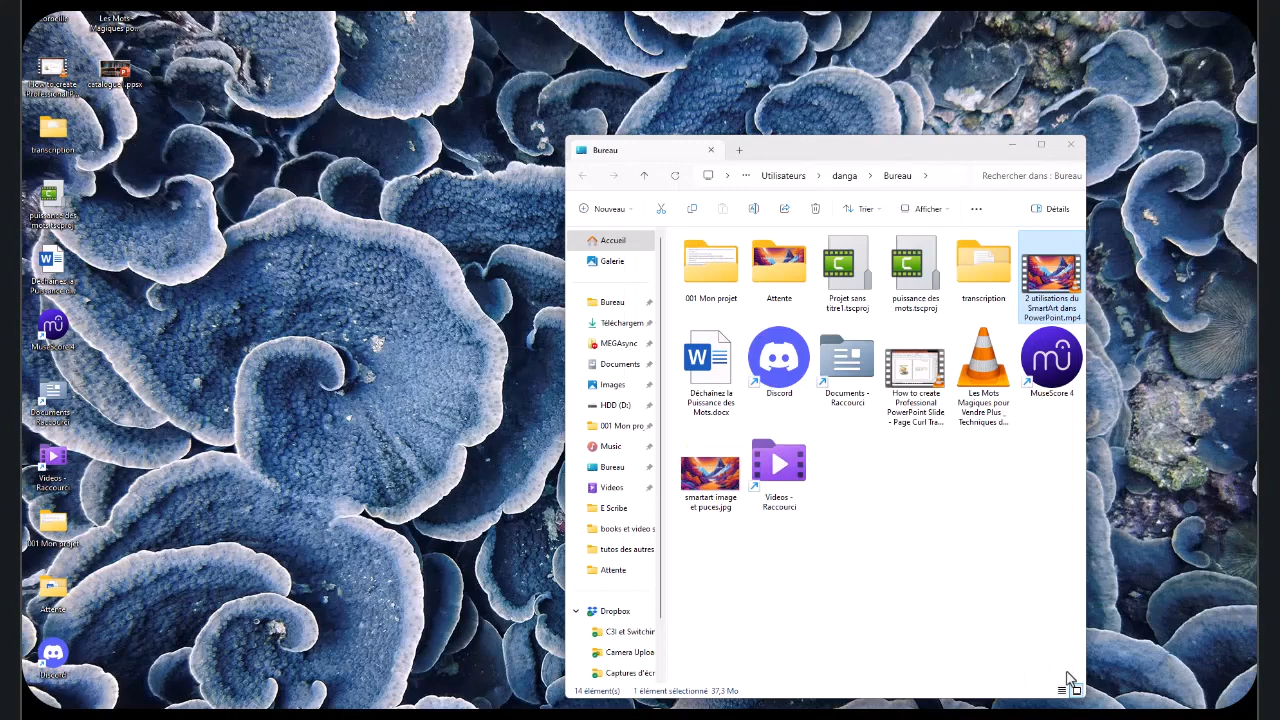 Corbeille
Les Mots
Magiques po...
How to create
Professional P...
catalogue1.ppsx
transcription
puissance des
mots.tscproj
Déchaînez la
Puissance d...
MuseScore 4
Documents -
Raccourci
Videos -
Raccourci
001 Mon projet
Attente
Discord
Bureau
Utilisateurs
danga
Bureau
Rechercher dans : Bureau
Nouveau
Trier
Afficher
Détails
Accueil
Galerie
Bureau
Téléchargem
MEGAsync
Documents
Images
HDD (D:)
001 Mon proj
Music
Bureau
Vidéos
E Scribe
books et video s
tutos des autres
Attente
Dropbox
C3I et Switchin
Camera Uploa
Captures d'écr
001 Mon projet
Attente
Projet sans
titre1.tscproj
puissance des
mots.tscproj
transcription
2 utilisations du
SmartArt dans
PowerPoint.mp4
Déchaînez la
Puissance des
Mots.docx
Discord
Documents -
Raccourci
How to create
Professional
PowerPoint Slide
- Page Curl Tra...
Les Mots
Magiques pour
Vendre Plus _
Techniques d...
MuseScore 4
smartart image
et puces.jpg
Videos -
Raccourci
14 élément(s)
1 élément sélectionné 37,3 Mo